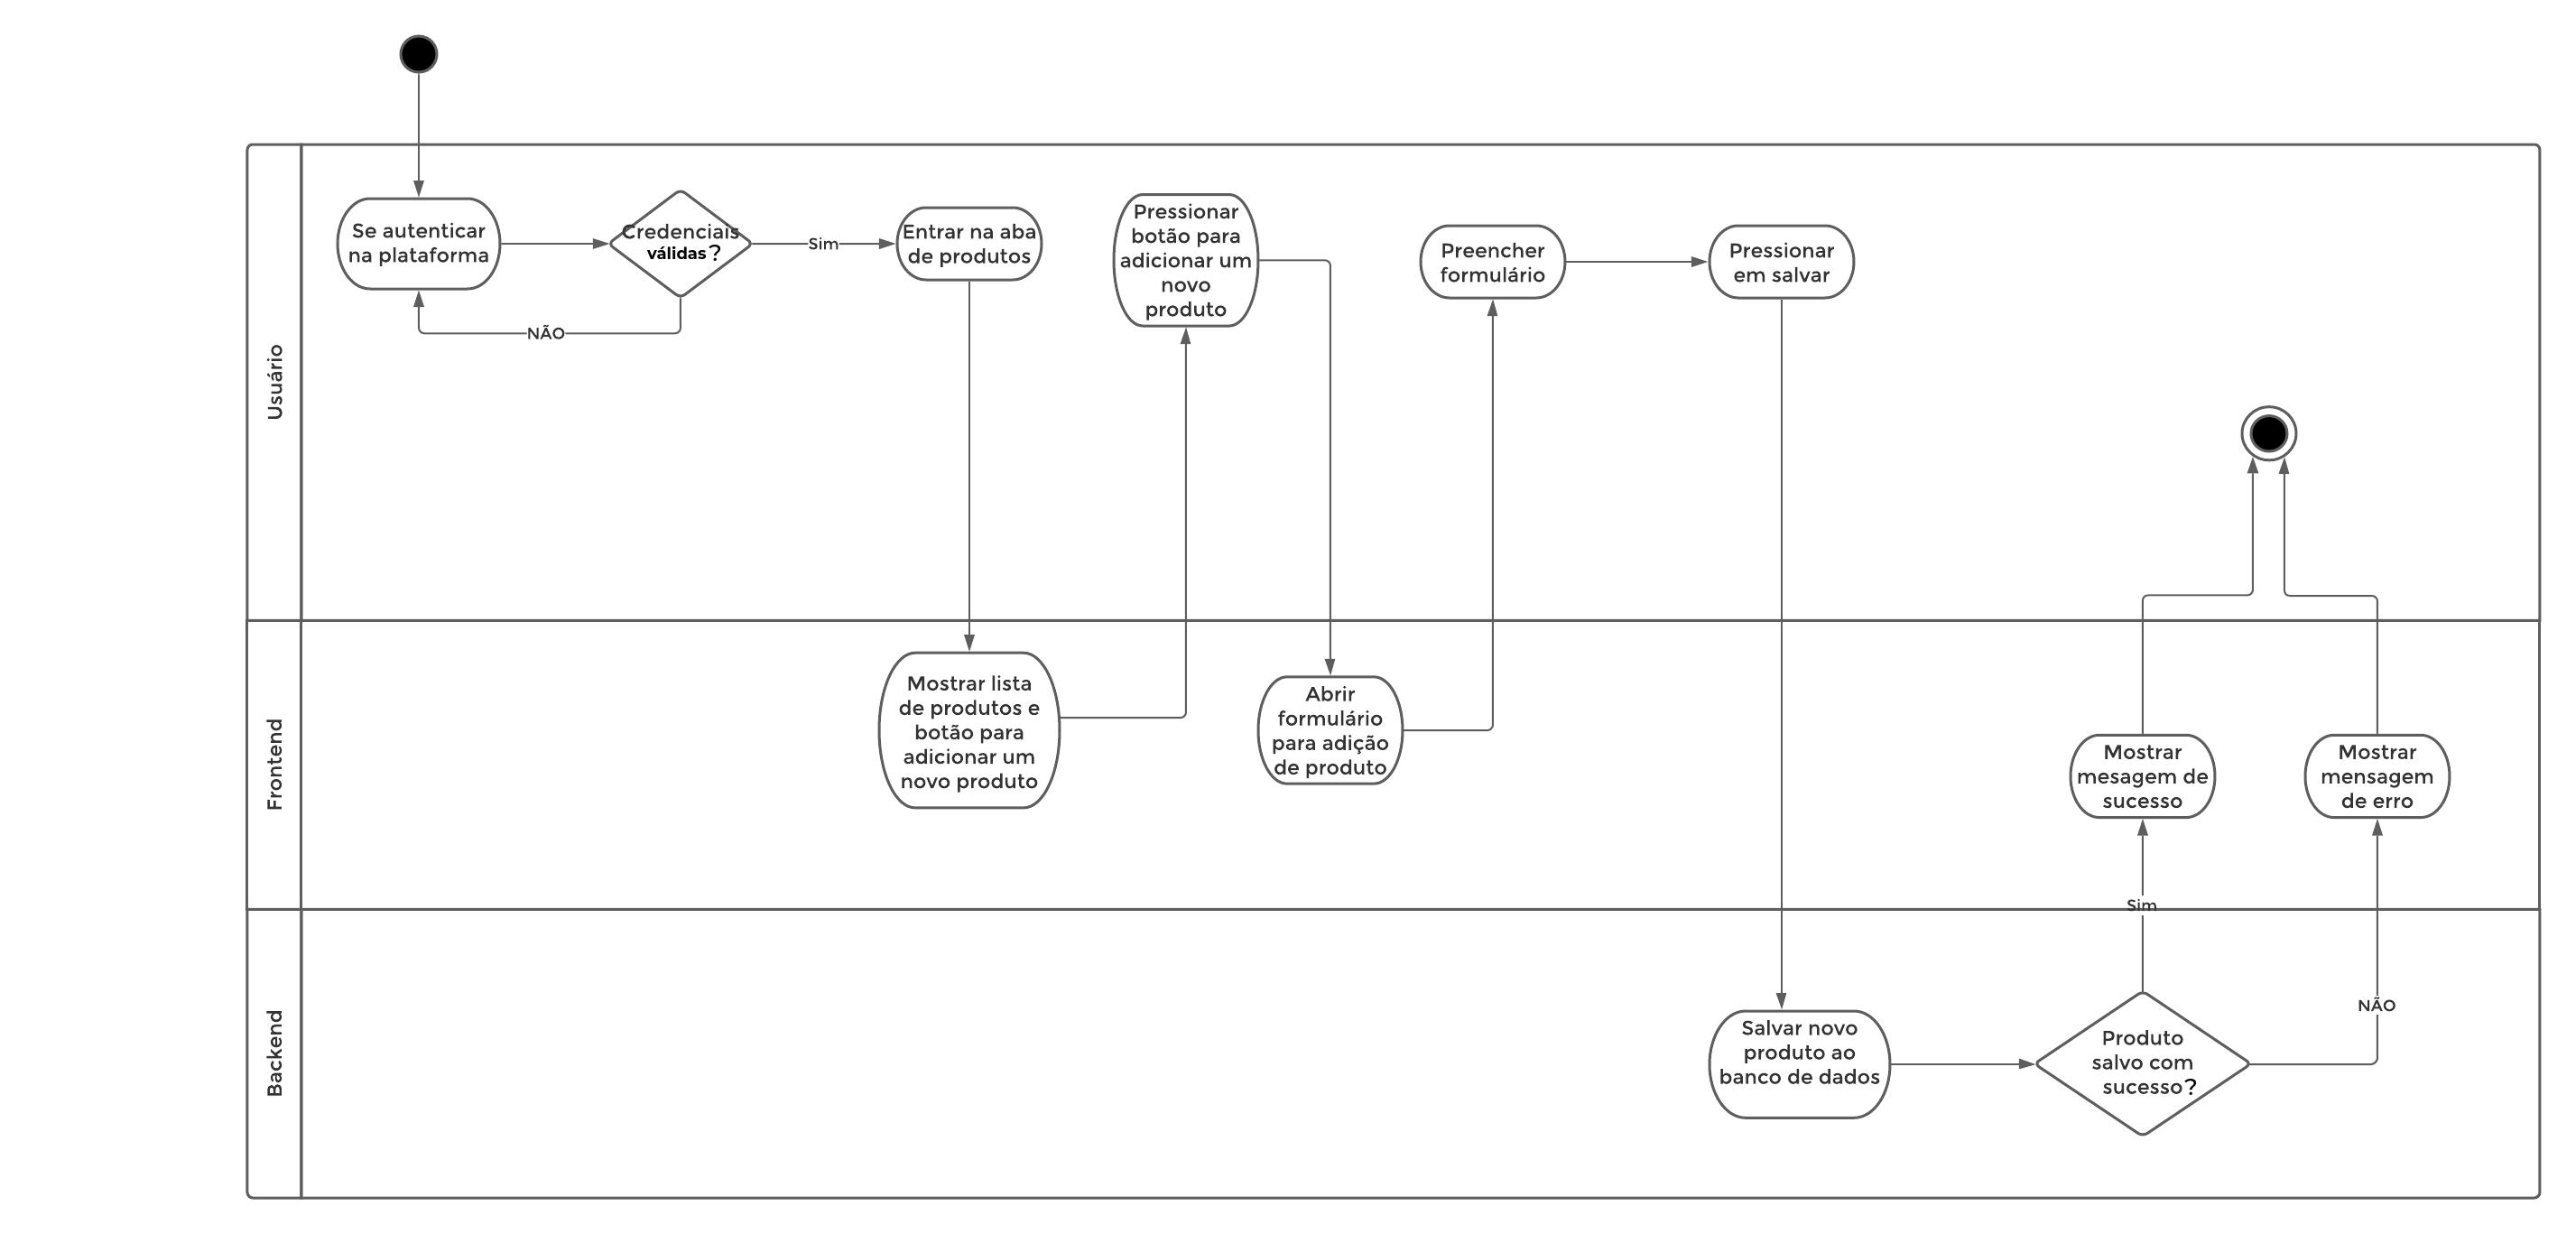 Usuário
Se autenticar
na plataforma
Credenciais
válidas?
Sim
NÃO
Entrar na aba
de produtos
Pressionar
botão para
adicionar um
novo
produto
Preencher
formulário
Pressionar
em salvar
Frontend
Mostrar lista
de produtos e
botão para
adicionar um
novo produto
Abrir
formulário
para adição
de produto
Mostrar
mesagem de
sucesso
Mostrar
mensagem
de erro
Backend
Salvar novo
produto ao
banco de dados
Produto
salvo com
sucesso?
Sim
NÃO